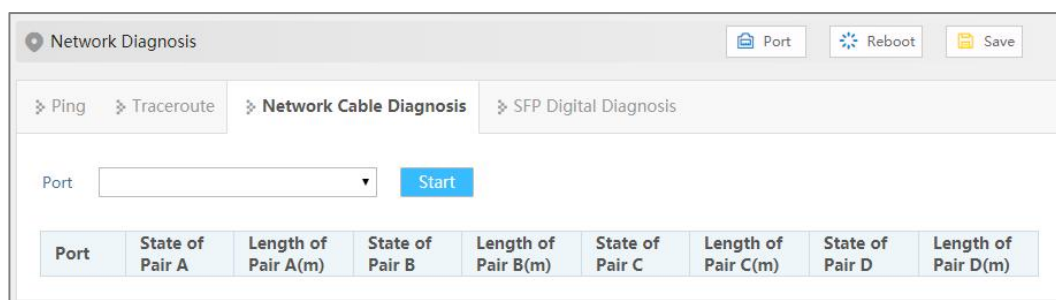 Network Diagnosis Port Reboot Save
Ping Traceroute Network Cable Diagnosis SFP Digital Diagnosis
Port Start
Port State of Pair A Length of Pair A(m) State of Pair B Length of Pair B(m) State of Pair C Length of Pair C(m) State of Pair D Length of Pair D(m)